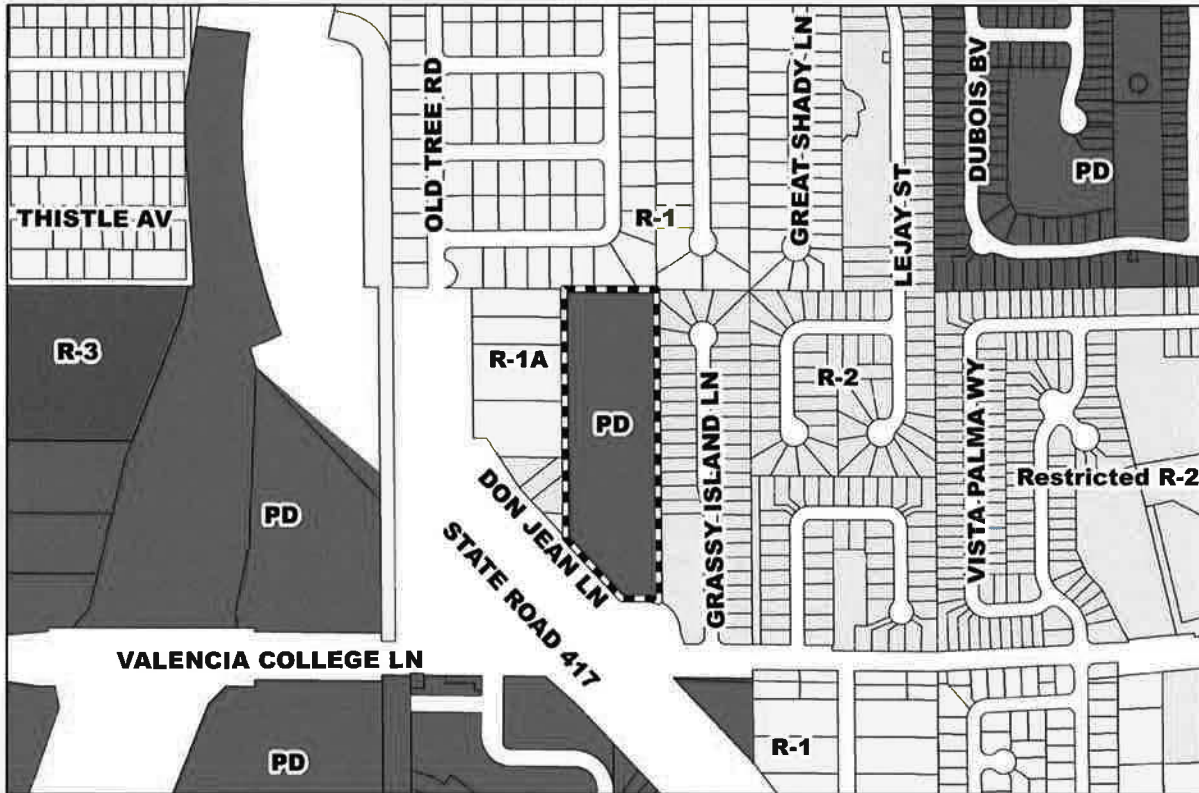 THISTLE AV
OLD TREE RD
R-1
GREAT SHADY LN
LEJAY ST
DUBOIS BV
PD
R-3
R-1A
PD
GRASSY ISLAND LN
R-2
VISTA PALMA WY
Restricted R-2
PD
DON JEAN LN
STATE ROAD 417
VALENCIA COLLEGE LN
PD
R-1